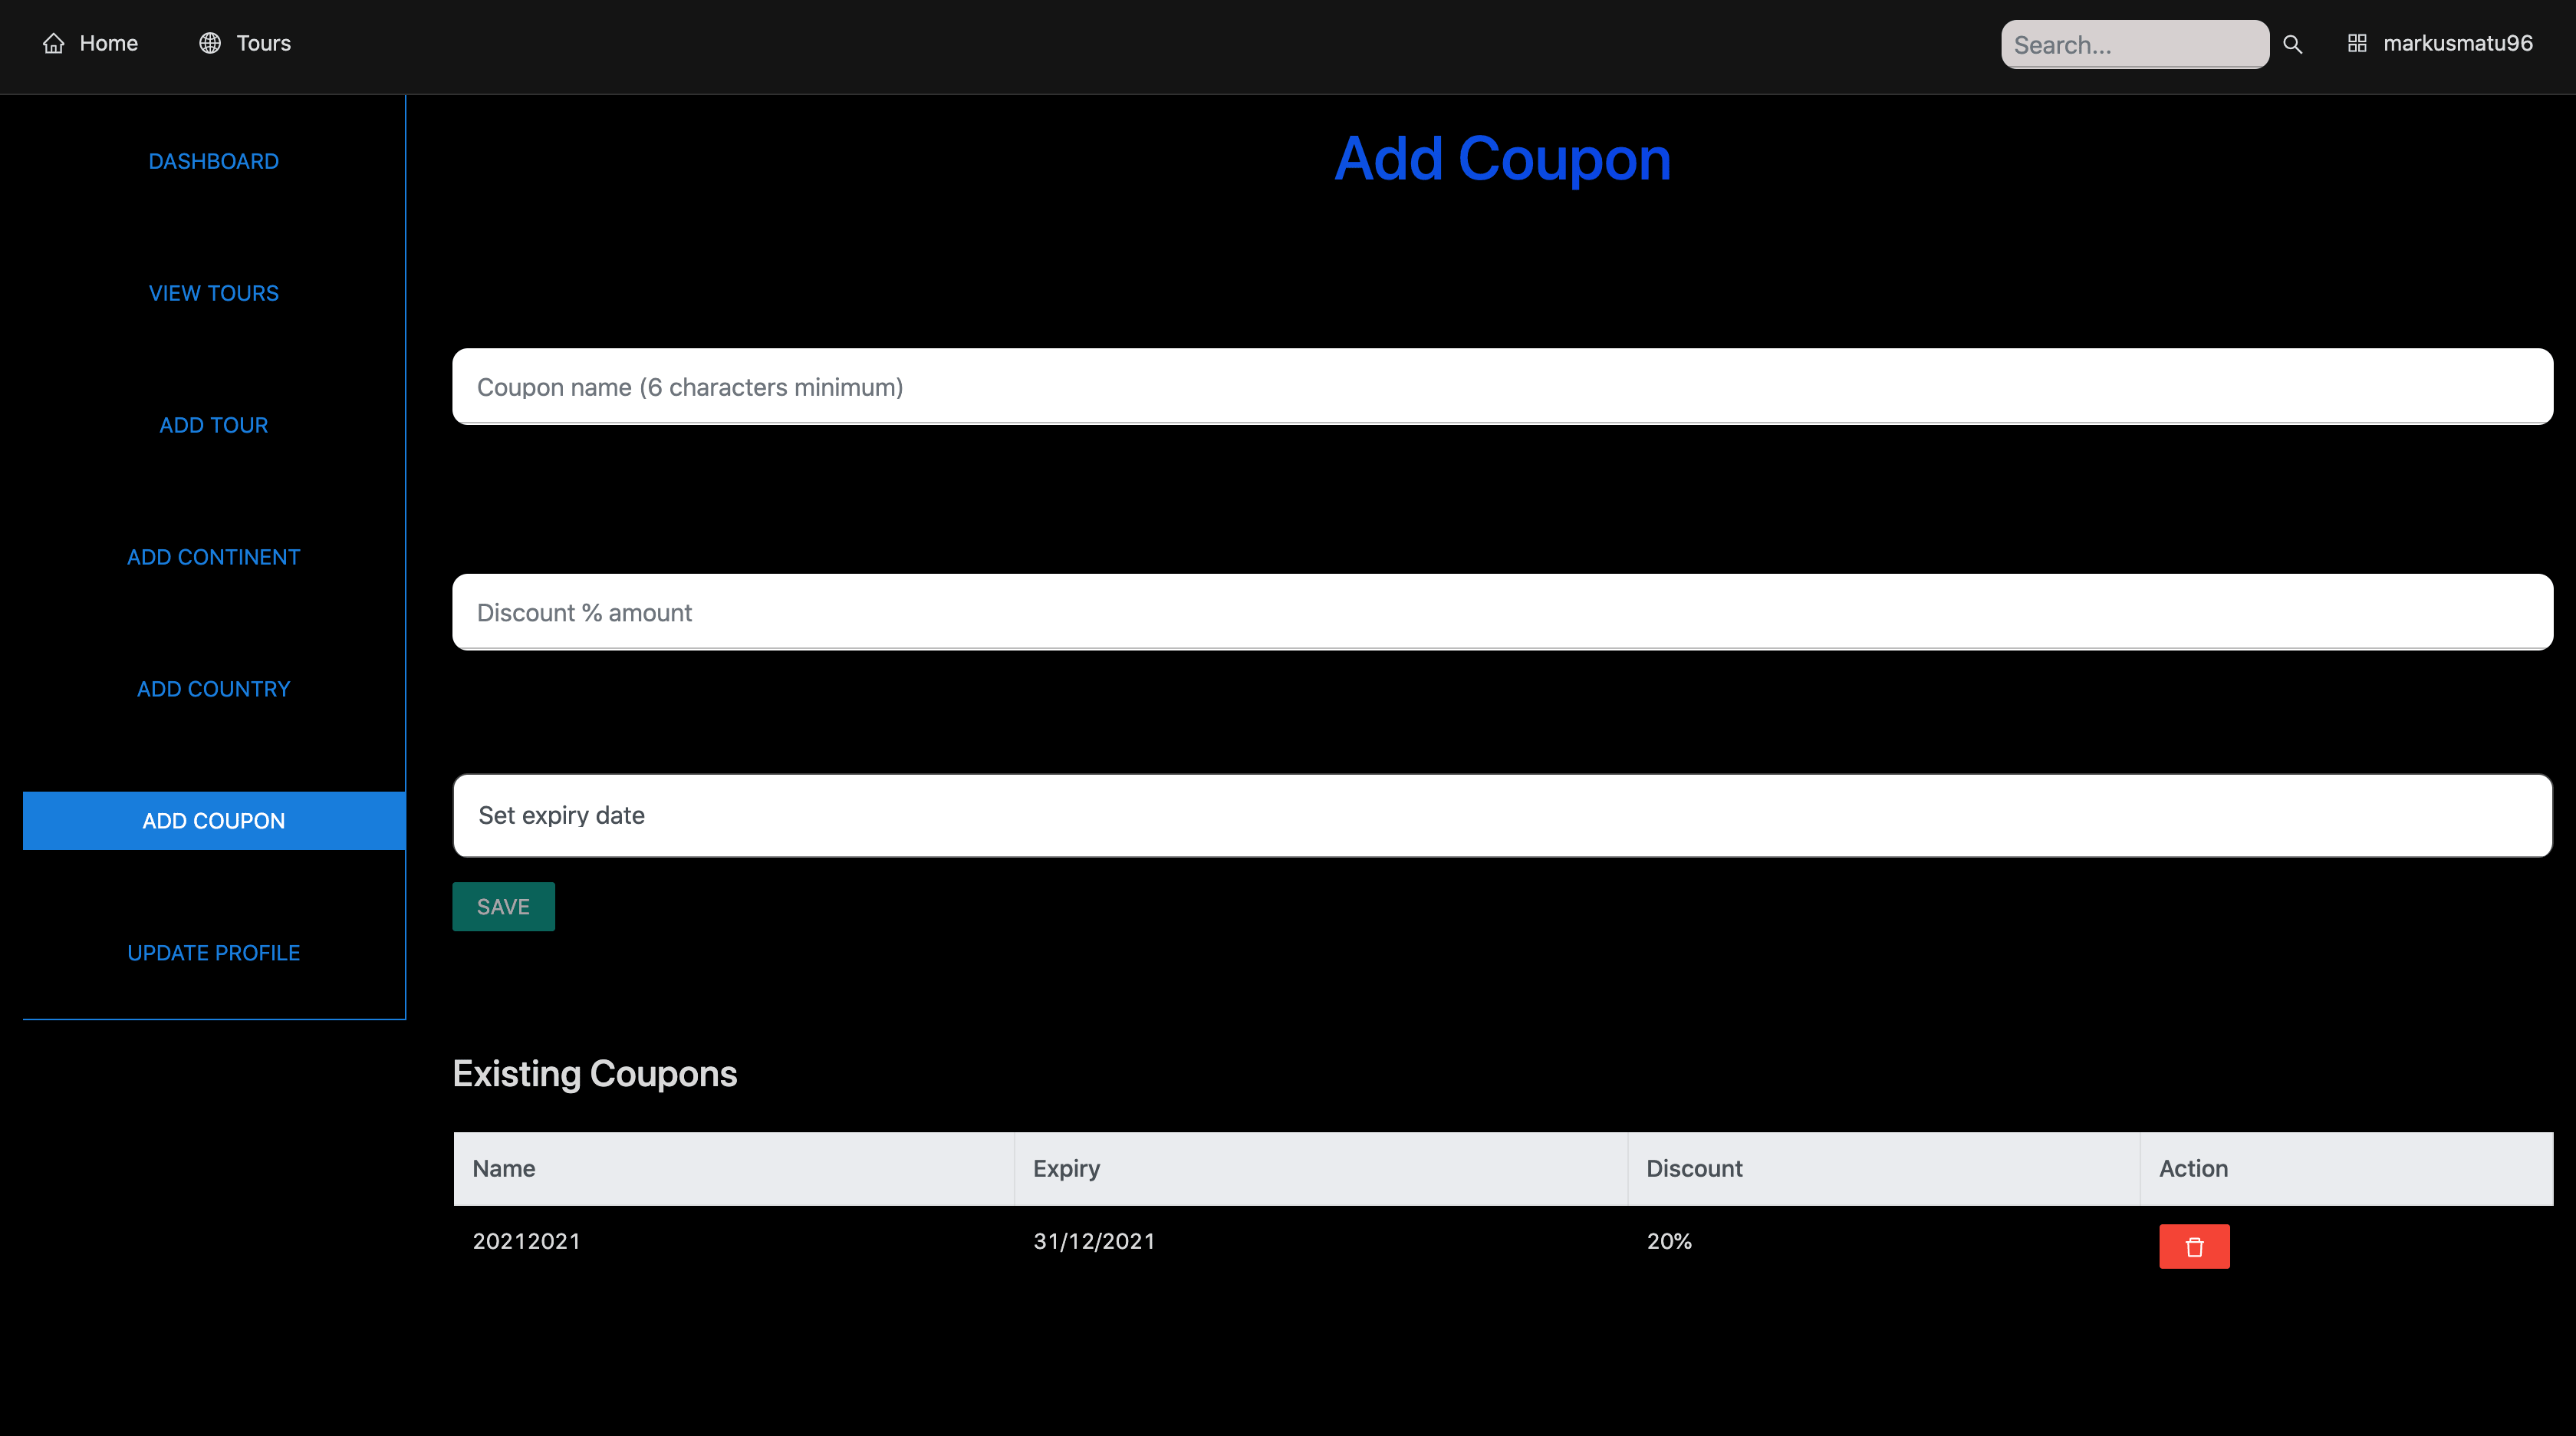 Home
Tours
Search...
markusmatu96
DASHBOARD
VIEW TOURS
ADD TOUR
ADD CONTINENT
ADD COUNTRY
ADD COUPON
UPDATE PROFILE
Add Coupon
Coupon name (6 characters minimum)
Discount % amount
Set expiry date
SAVE
Existing Coupons
Name Expiry Discount Action
20212021 31/12/2021 20%